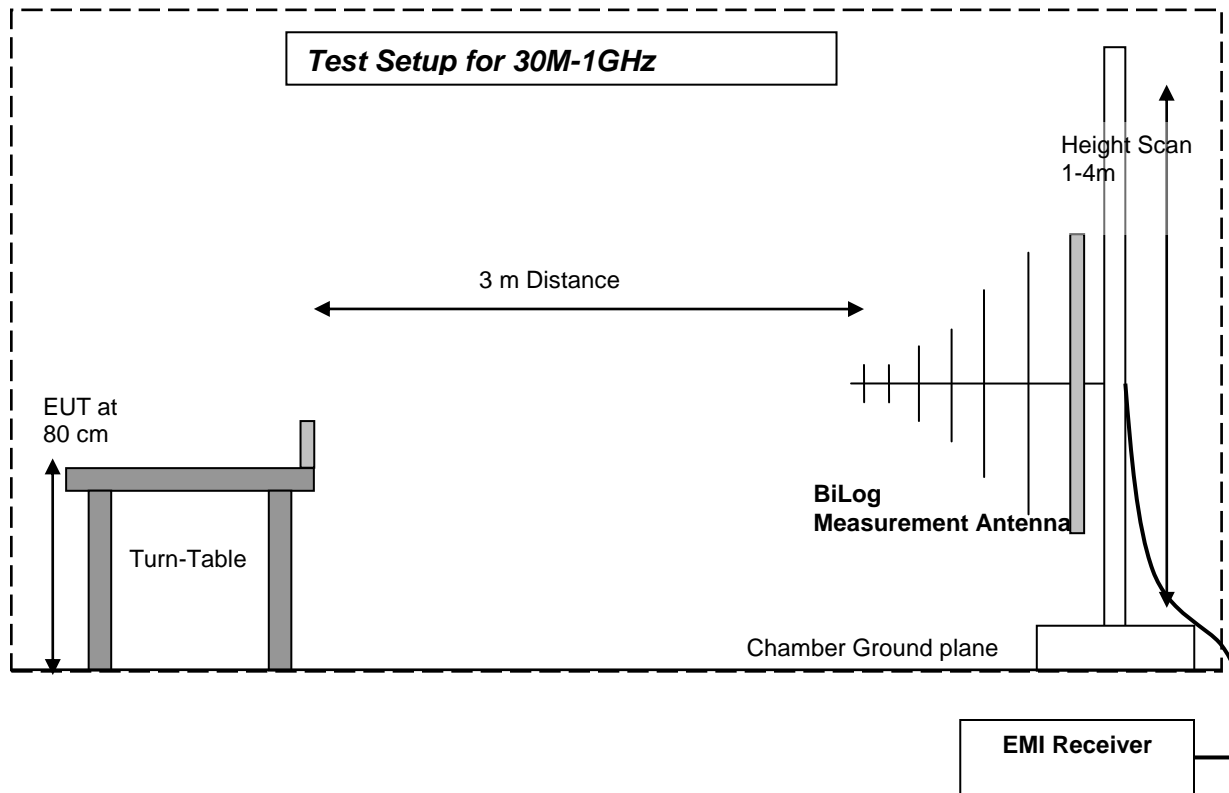 Test Setup for 30M-1GHz
Height Scan
1-4m
3 m Distance
EUT at
80 cm
BiLog
Measurement Antenna
Turn-Table
Chamber Ground plane
EMI Receiver